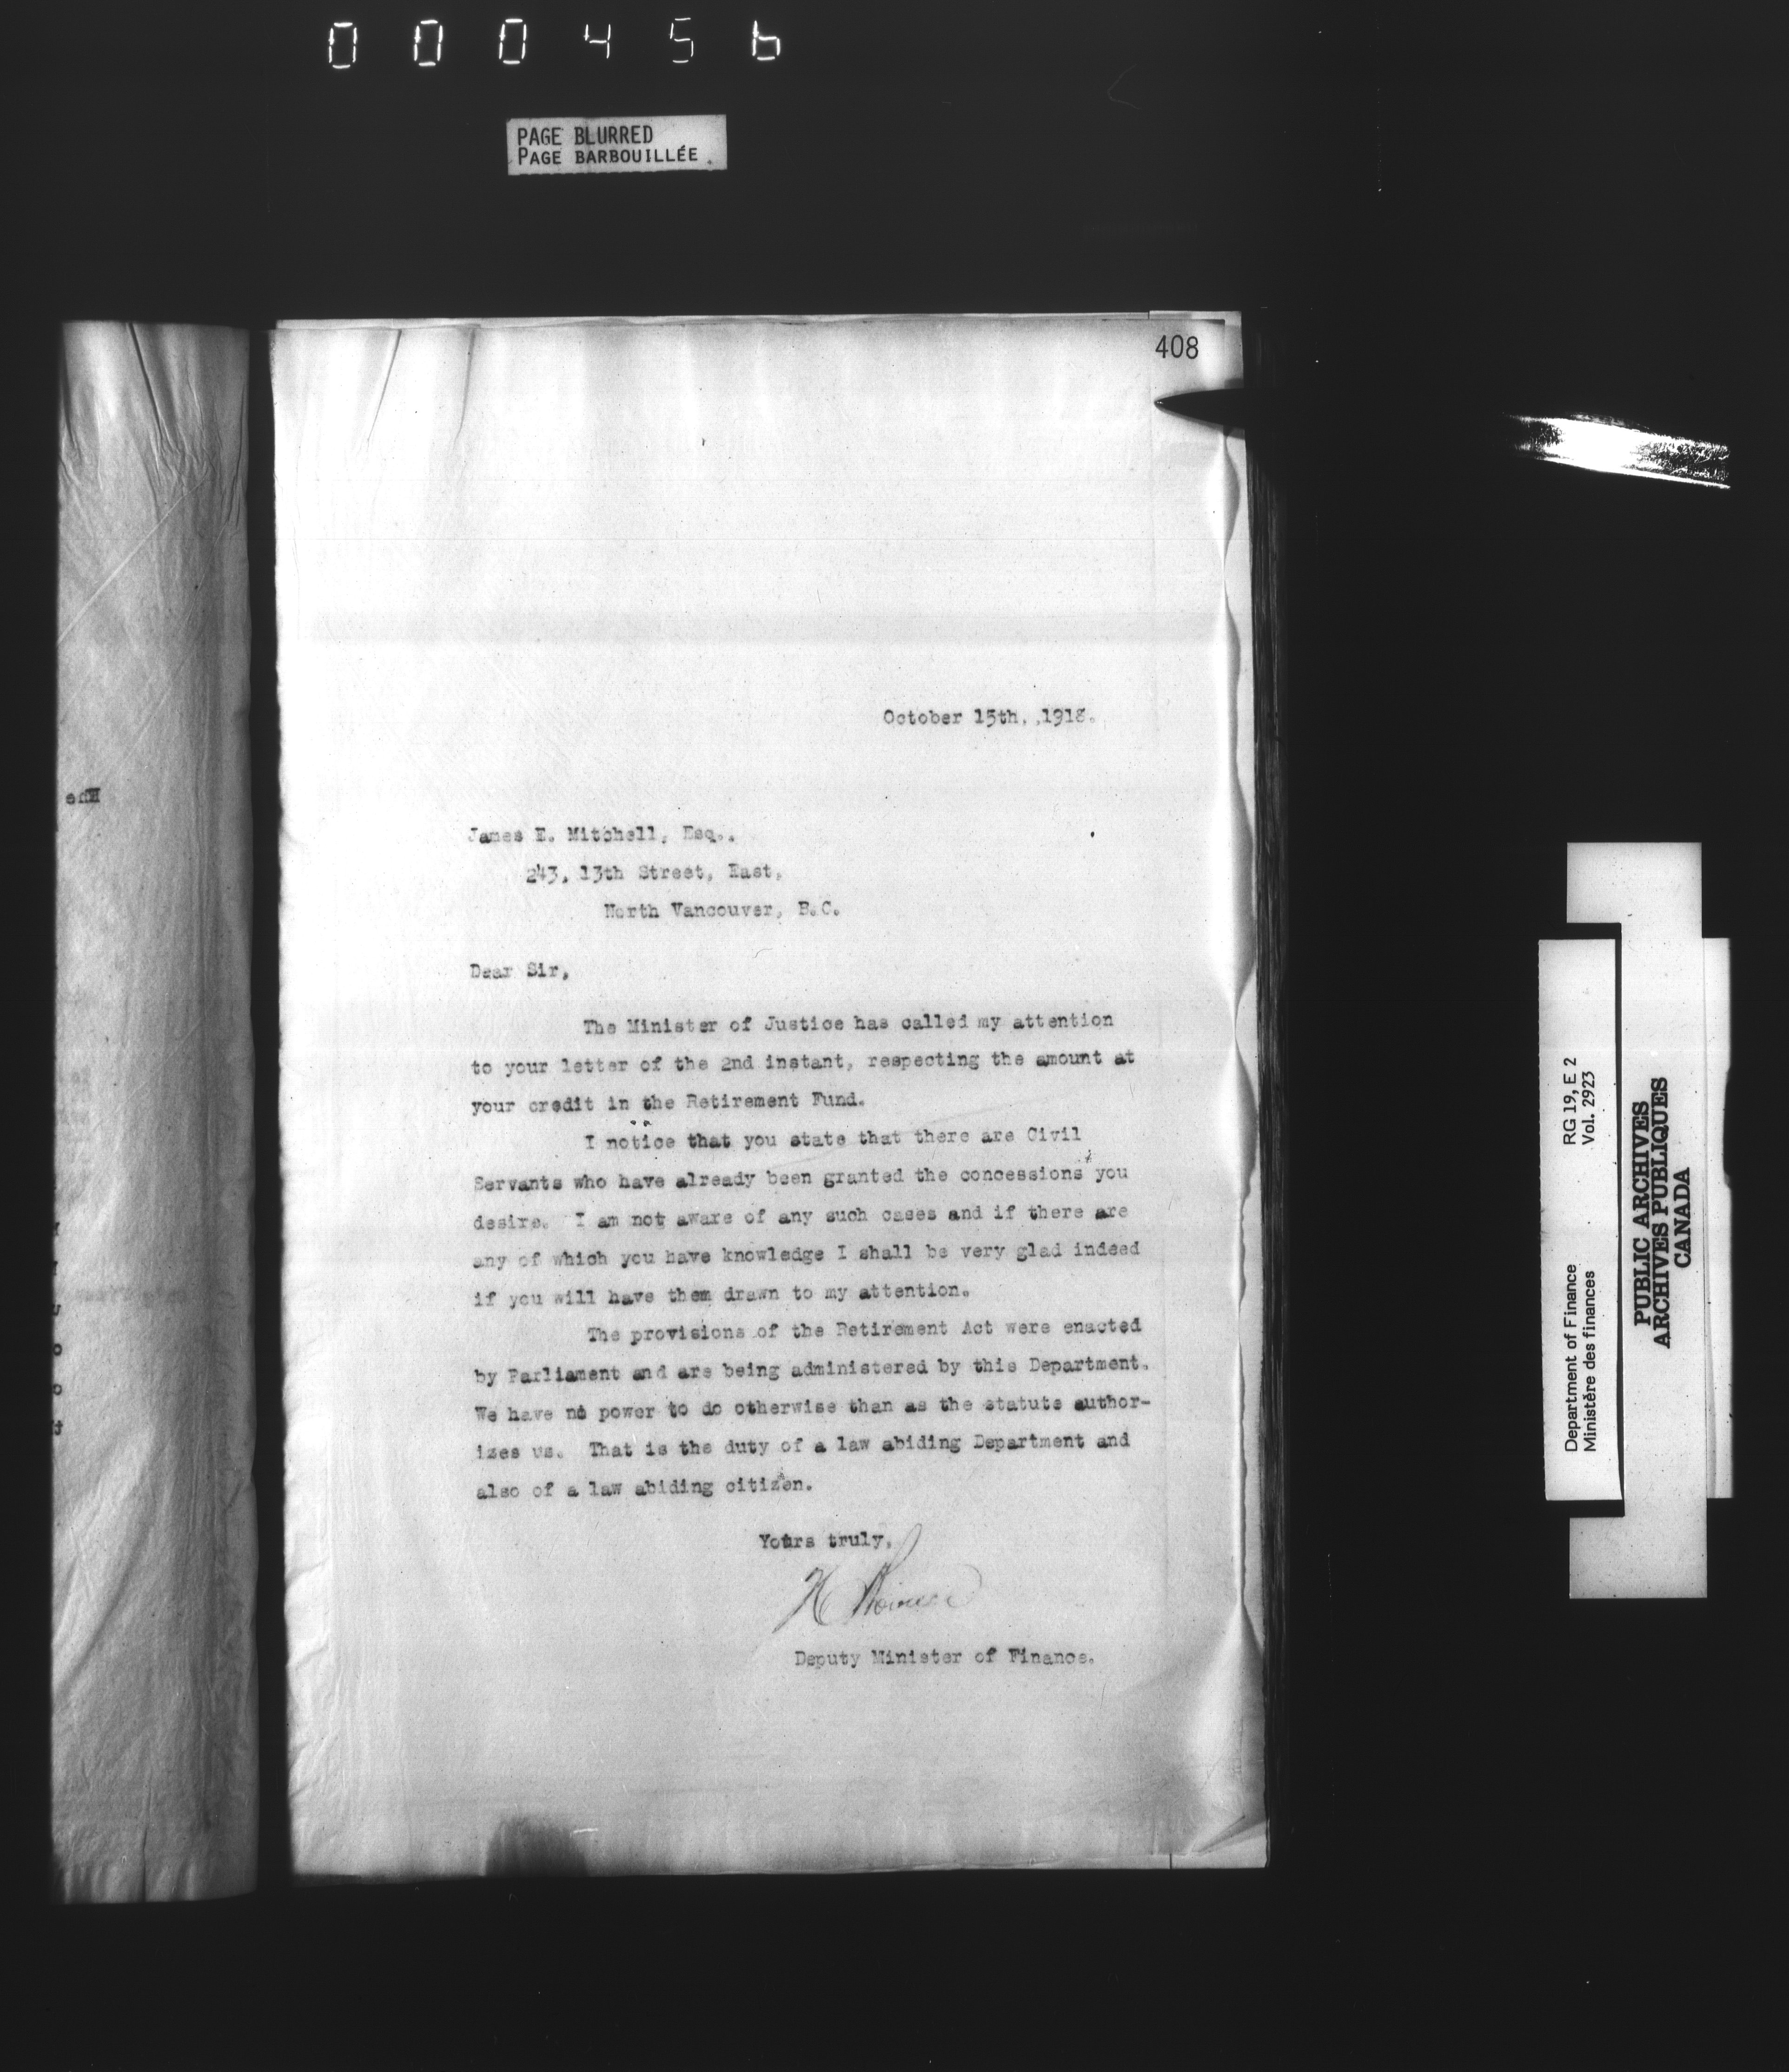 000456
PAGE BLURRED
PAGE BARBOUILLÉE
408
October 15th, ,1918.
James E. Mitchell, Esq..
243, 13th Street, East,
North Vancouver, B.C.
Dear Sir,
The Minister of Justice has called my attention
to your letter of the 2nd instant, respecting the amount at
your credit in the Retirement Fund.
I notice that you state that there are Civil
Servants who have already been granted the concessions you
desire. I am not aware of any such cases and if there are
any of which you have knowledge I shall be very glad indeed
if you will have them drawn to my attention.
The provisions of the Retirement Act were enacted
by Parliament and are being administered by this Department.
We have no power to do otherwise than as the statute author-
izes us. That is the duty of a law abiding Department and
also of a law abiding citizen.
Yours truly,
Deputy Minister of Finance.
Department of Finance RG 19, E 2
Ministère des finances Vol. 2923
PUBLIC ARCHIVES
ARCHIVES PUBLIQUES
CANADA